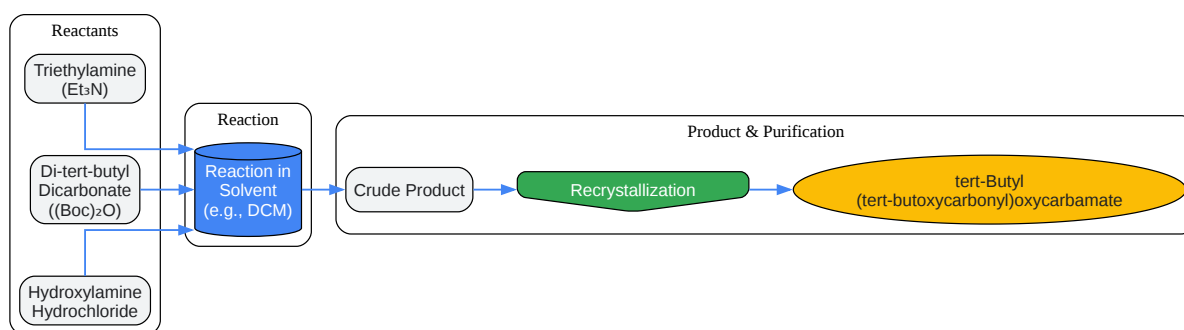 Reactants
Triethylamine
(Et₃N)
Di-tert-butyl
Dicarbonate
((Boc)₂O)
Hydroxylamine
Hydrochloride
Reaction
Reaction in
Solvent
(e.g., DCM)
Product & Purification
Crude Product
Recrystallization
tert-Butyl
(tert-butoxycarbonyl)oxycarbamate